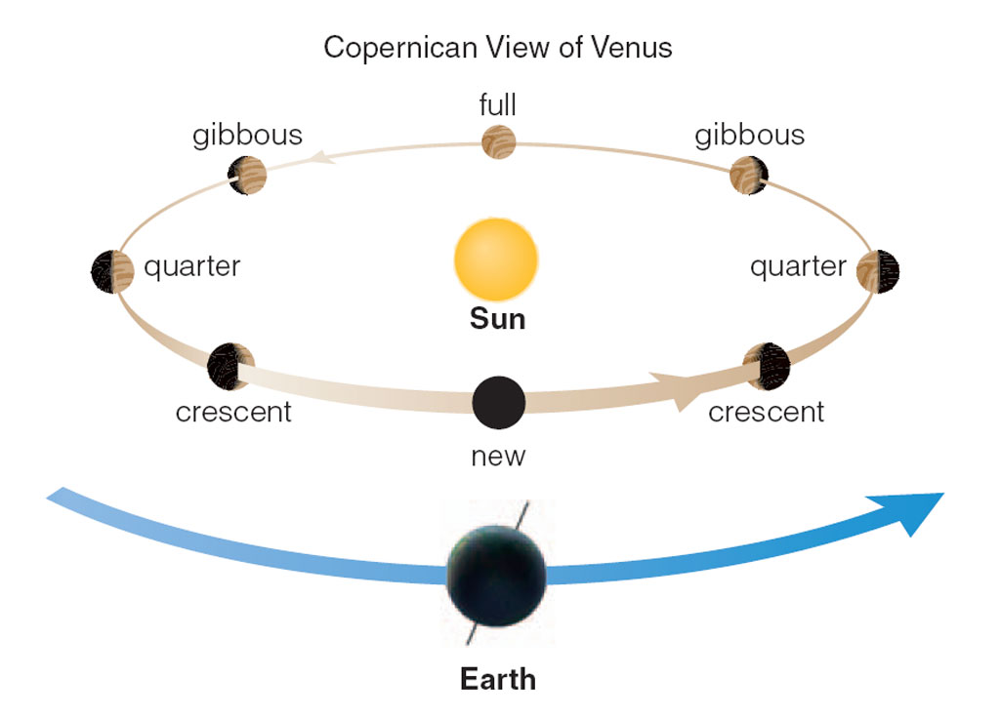 Copernican View of Venus
full
gibbous
gibbous
quarter
quarter
Sun
crescent
crescent
new
Earth